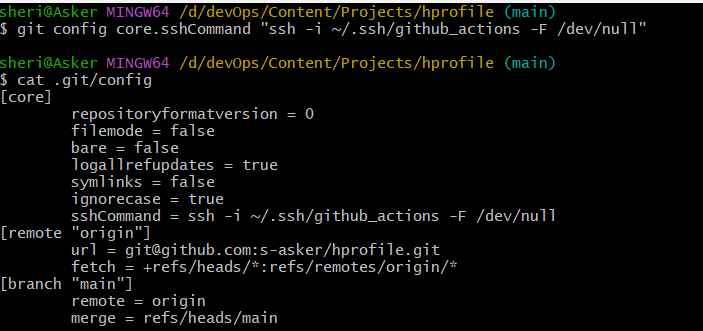 sheri@Asker MINGW64 /d/devOps/Content/Projects/hprofile (main)
$ git config core.sshCommand "ssh -i ~/.ssh/github_actions -F /dev/null"
sheri@Asker MINGW64 /d/devOps/Content/Projects/hprofile (main)
$ cat .git/config
[core]
repositoryformatversion = 0
filemode = false
bare = false
logallrefupdates = true
symlinks = false
ignorecase = true
sshCommand = ssh -i ~/.ssh/github_actions -F /dev/null
[remote "origin"]
url = git@github.com:s-asker/hprofile.git
fetch = +refs/heads/*:refs/remotes/origin/*
[branch "main"]
remote = origin
merge = refs/heads/main